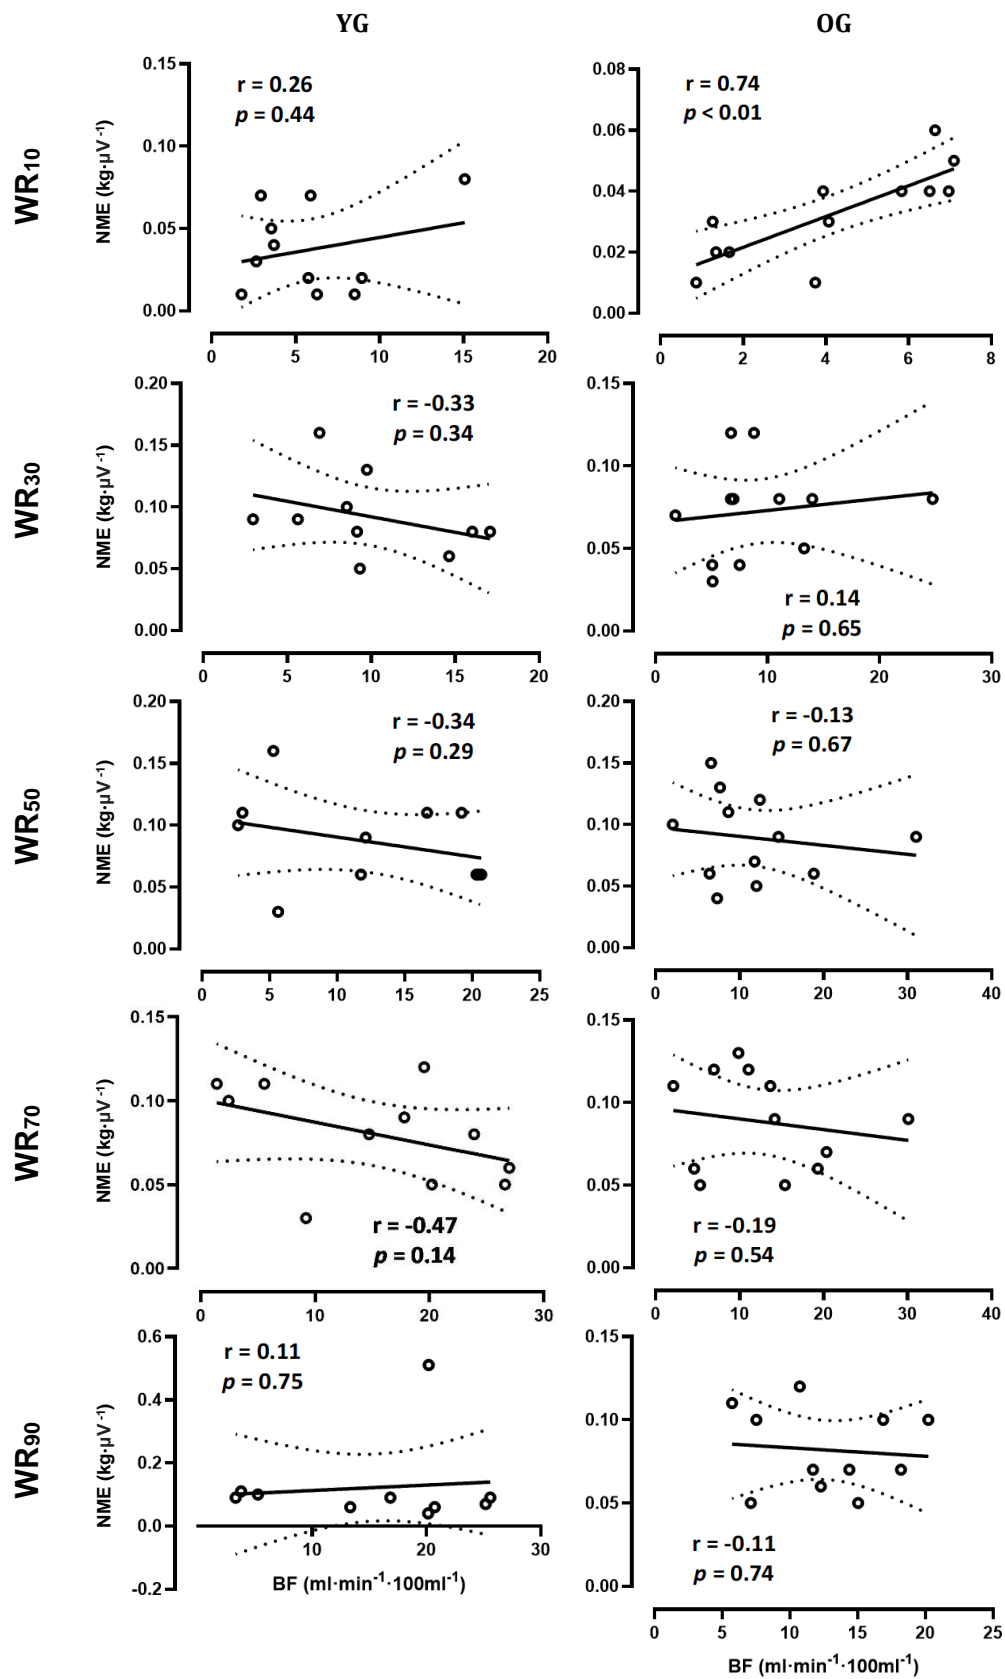 YG
OG
WR10
NME (kg·μV-1)
0.15
0.10
0.05
0.00
r = 0.26
p = 0.44
0 5 10 15 20
0.08
0.06
0.04
0.02
0.00
r = 0.74
p < 0.01
0 2 4 6 8
WR30
NME (kg·μV-1)
0.20
0.15
0.10
0.05
0.00
r = -0.33
p = 0.34
0 5 10 15 20
0.15
0.10
0.05
0.00
r = 0.14
p = 0.65
0 10 20 30
WR50
NME (kg·μV-1)
0.20
0.15
0.10
0.05
0.00
r = -0.34
p = 0.29
0 5 10 15 20 25
0.20
0.15
0.10
0.05
0.00
r = -0.13
p = 0.67
0 10 20 30 40
WR70
NME (kg·μV-1)
0.15
0.10
0.05
0.00
r = -0.47
p = 0.14
0 10 20 30
0.15
0.10
0.05
0.00
r = -0.19
p = 0.54
0 10 20 30 40
WR90
NME (kg·μV-1)
0.6
0.4
0.2
0.0
-0.2
r = 0.11
p = 0.75
10 20 30
BF (ml·min-1·100ml-1)
0.15
0.10
0.05
0.00
r = -0.11
p = 0.74
0 5 10 15 20 25
BF (ml·min-1·100ml-1)